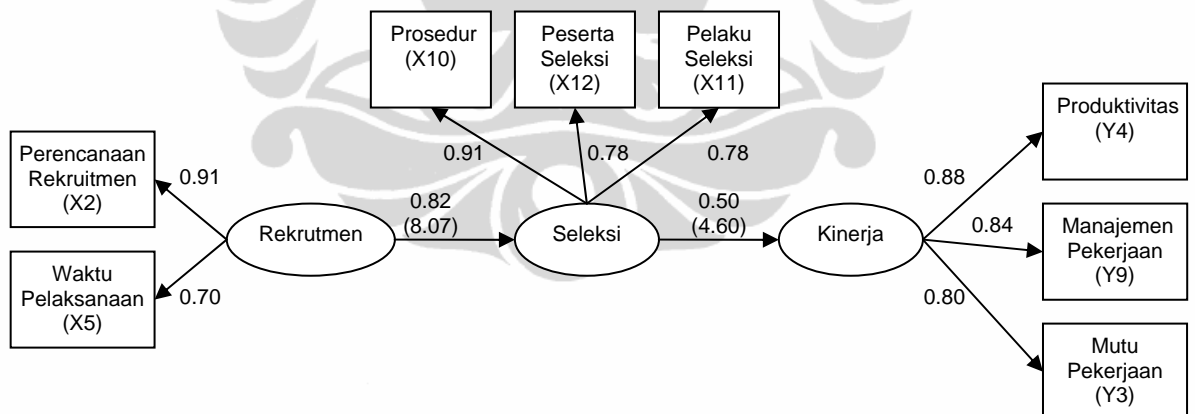 Prosedur
(X10)
Peserta
Seleksi
(X12)
Pelaku
Seleksi
(X11)
Produktivitas
(Y4)
Perencanaan
Rekruitmen
(X2)
0.91
0.91
0.78
0.78
0.88
Rekrutmen
0.82
(8.07)
Seleksi
0.50
(4.60)
Kinerja
0.84
Manajemen
Pekerjaan
(Y9)
Waktu
Pelaksanaan
(X5)
0.70
0.80
Mutu
Pekerjaan
(Y3)